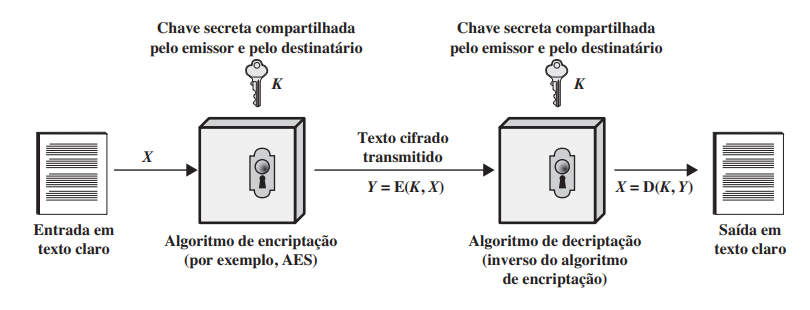 Chave secreta compartilhada
pelo emissor e pelo destinatário
K
Chave secreta compartilhada
pelo emissor e pelo destinatário
K
X
Texto cifrado
transmitido
Y = E(K, X)
X = D(K, Y)
Entrada em
texto claro
Algoritmo de encriptação
(por exemplo, AES)
Algoritmo de decriptação
(inverso do algoritmo
de encriptação)
Saída em
texto claro